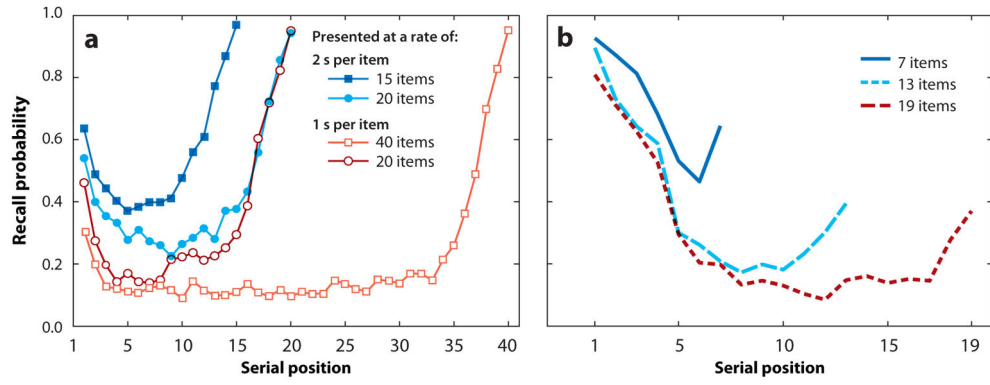 a
Presented at a rate of:
2 s per item
15 items
20 items
1 s per item
40 items
20 items
Recall probability
1.0
0.8
0.6
0.4
0.2
0.0
1 5 10 15 20 25 30 35 40
Serial position
b
7 items
13 items
19 items
1 5 10 15 19
Serial position